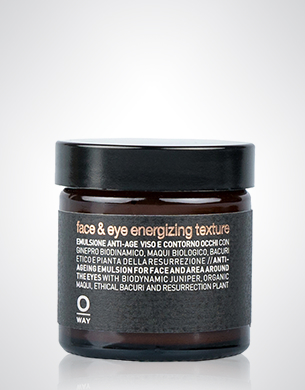 face & eye energizing texture
EMULSIONE ANTI-AGE VISO E CONTORNO OCCHI CON
GINEPRO BIODINAMICO, MAQUI BIOLOGICO, BACURI
ETICO E PIANTA DELLA RESURREZIONE // ANTI-
AGEING EMULSION FOR FACE AND AREA AROUND
THE EYES WITH BIODYNAMIC JUNIPER, ORGANIC
MAQUI, ETHICAL BACURI AND RESURRECTION PLANT
O
WAY